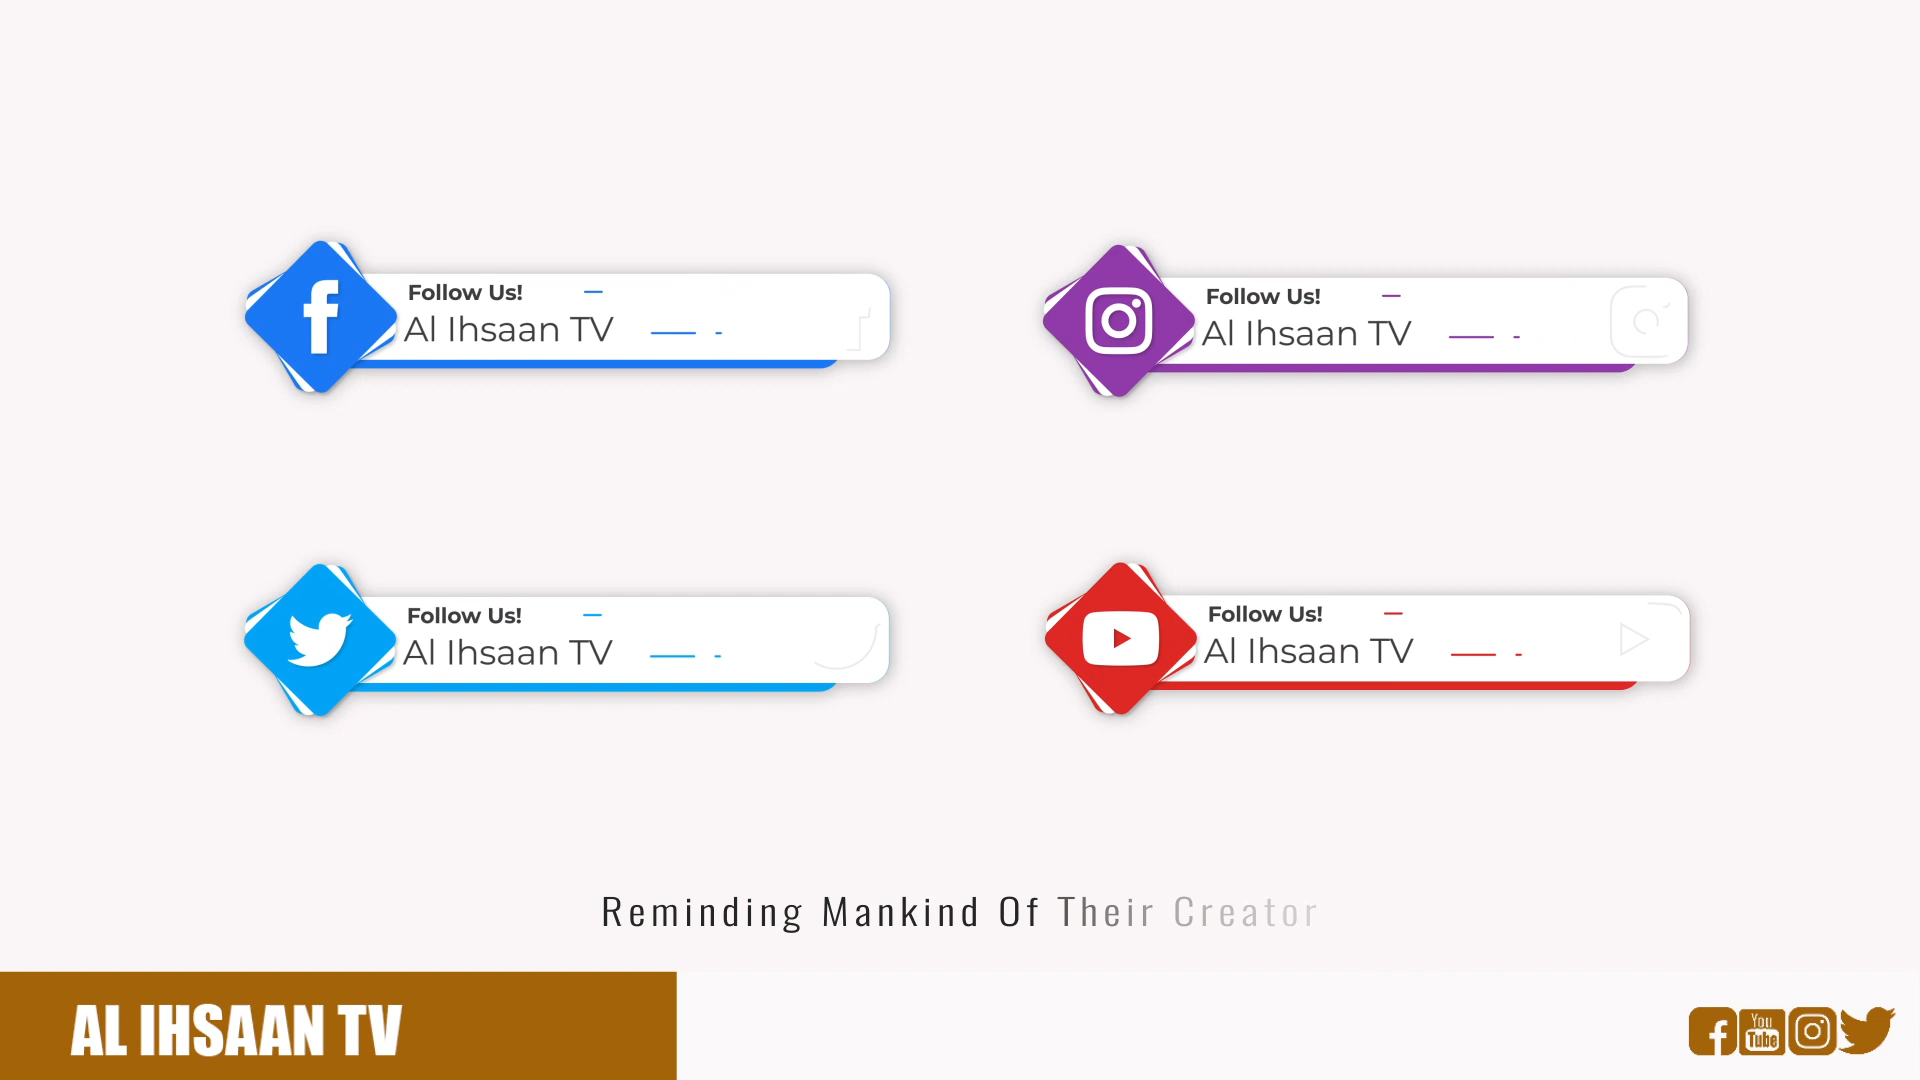 Follow Us!
Al Ihsaan TV
Follow Us!
Al Ihsaan TV
Follow Us!
Al Ihsaan TV
Follow Us!
Al Ihsaan TV
Reminding Mankind Of Their Creator
AL IHSAAN TV
You
Tube